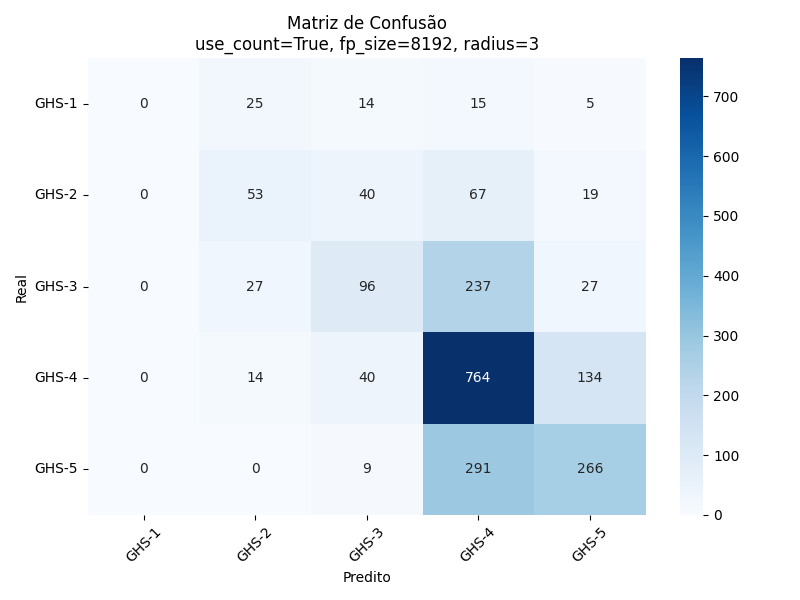 Matriz de Confusão
use_count=True, fp_size=8192, radius=3
GHS-1 0 25 14 15 5
GHS-2 0 53 40 67 19
GHS-3 0 27 96 237 27
GHS-4 0 14 40 764 134
GHS-5 0 0 9 291 266
Real
GHS-1 GHS-2 GHS-3 GHS-4 GHS-5
Predito
700
600
500
400
300
200
100
0